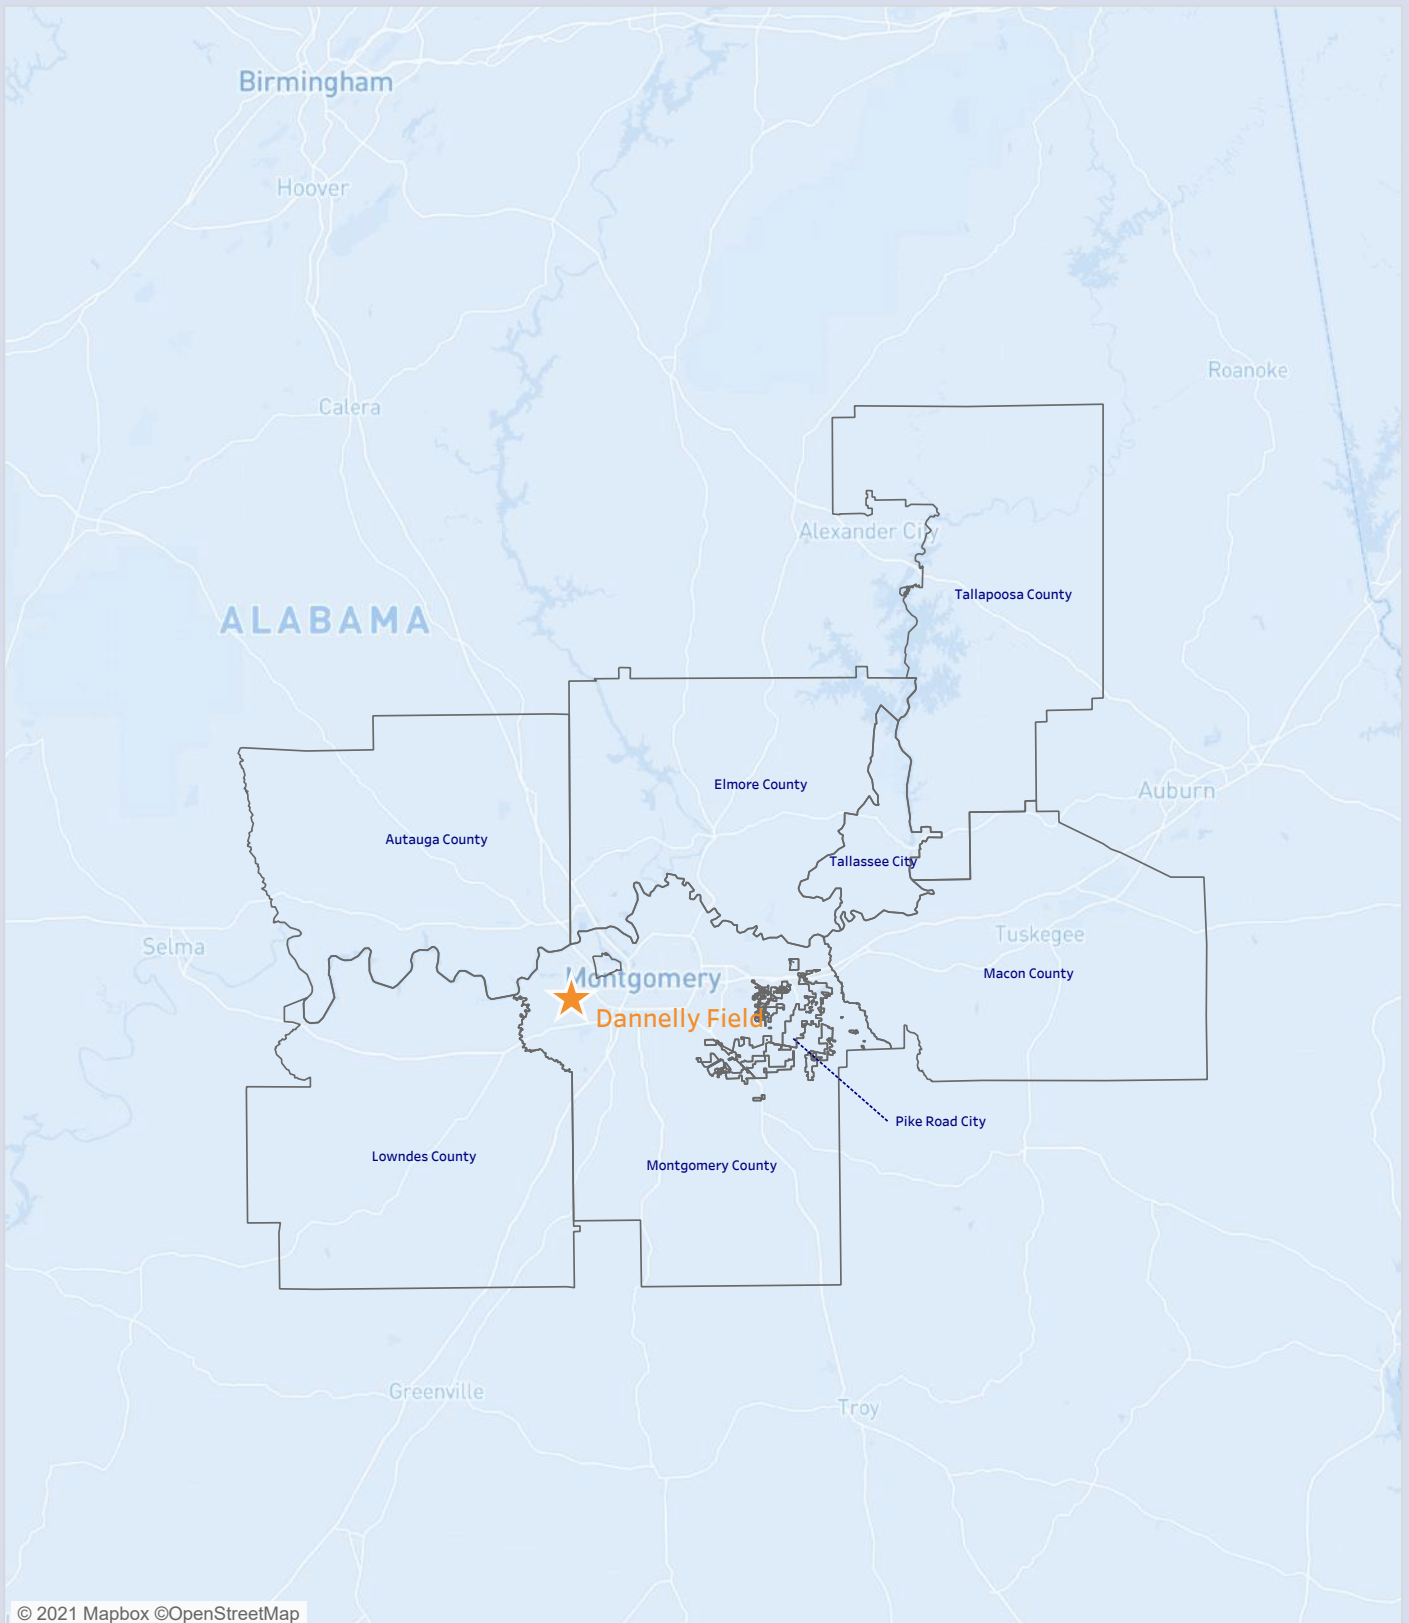 Birmingham
Hoover
Roanoke
Calera
Alexander City
Tallapoosa County
ALABAMA
Elmore County
Auburn
Autauga County
Tallassee City
Tuskegee
Selma
Macon County
Montgomery
Dannelly Field
Pike Road City
Lowndes County
Montgomery County
Greenville
Troy
© 2021 Mapbox ©OpenStreetMap